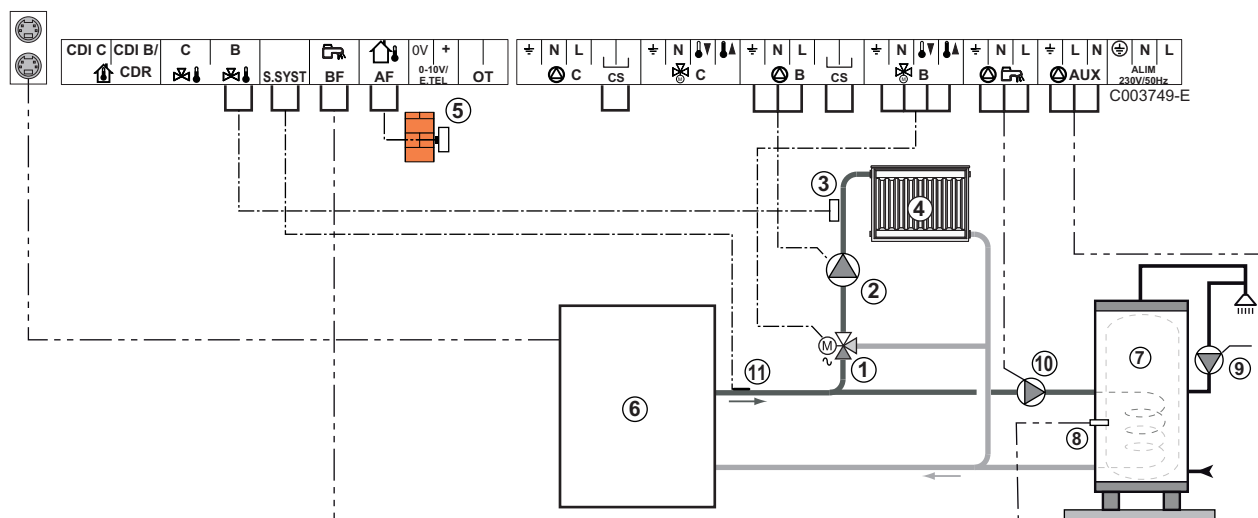 CDI C CDI B/ C B 0V + N L N N L N N L L N N L
CDR S.SYST BF AF 0-10V/ OT C CS M C B CS M B AUX ALIM
E.TEL 230V/50Hz
C003749-E
5
3
4
2
M
1
11
10
7
9
6
8